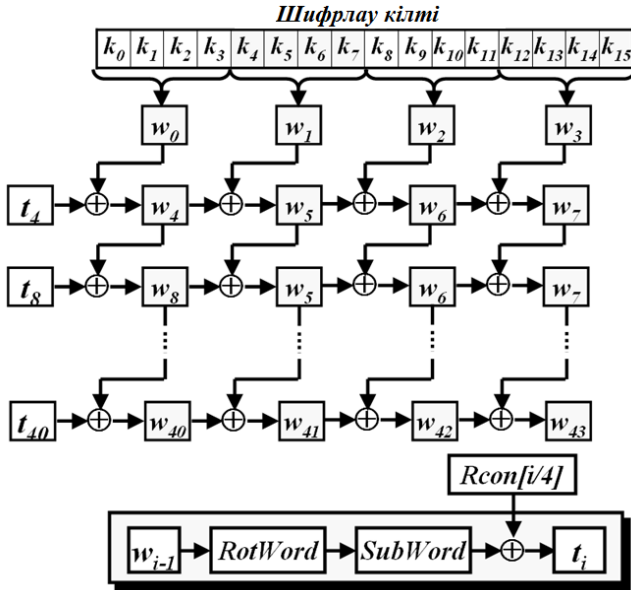 Шифрлау кілті
k0 k1 k2 k3 k4 k5 k6 k7 k8 k9 k10 k11 k12 k13 k14 k15
w0 w1 w2 w3
t4 w4 w5 w6 w7
t8 w8 w5 w6 w7
t40 w40 w41 w42 w43
Rcon[i/4]
wi-1 RotWord SubWord ti